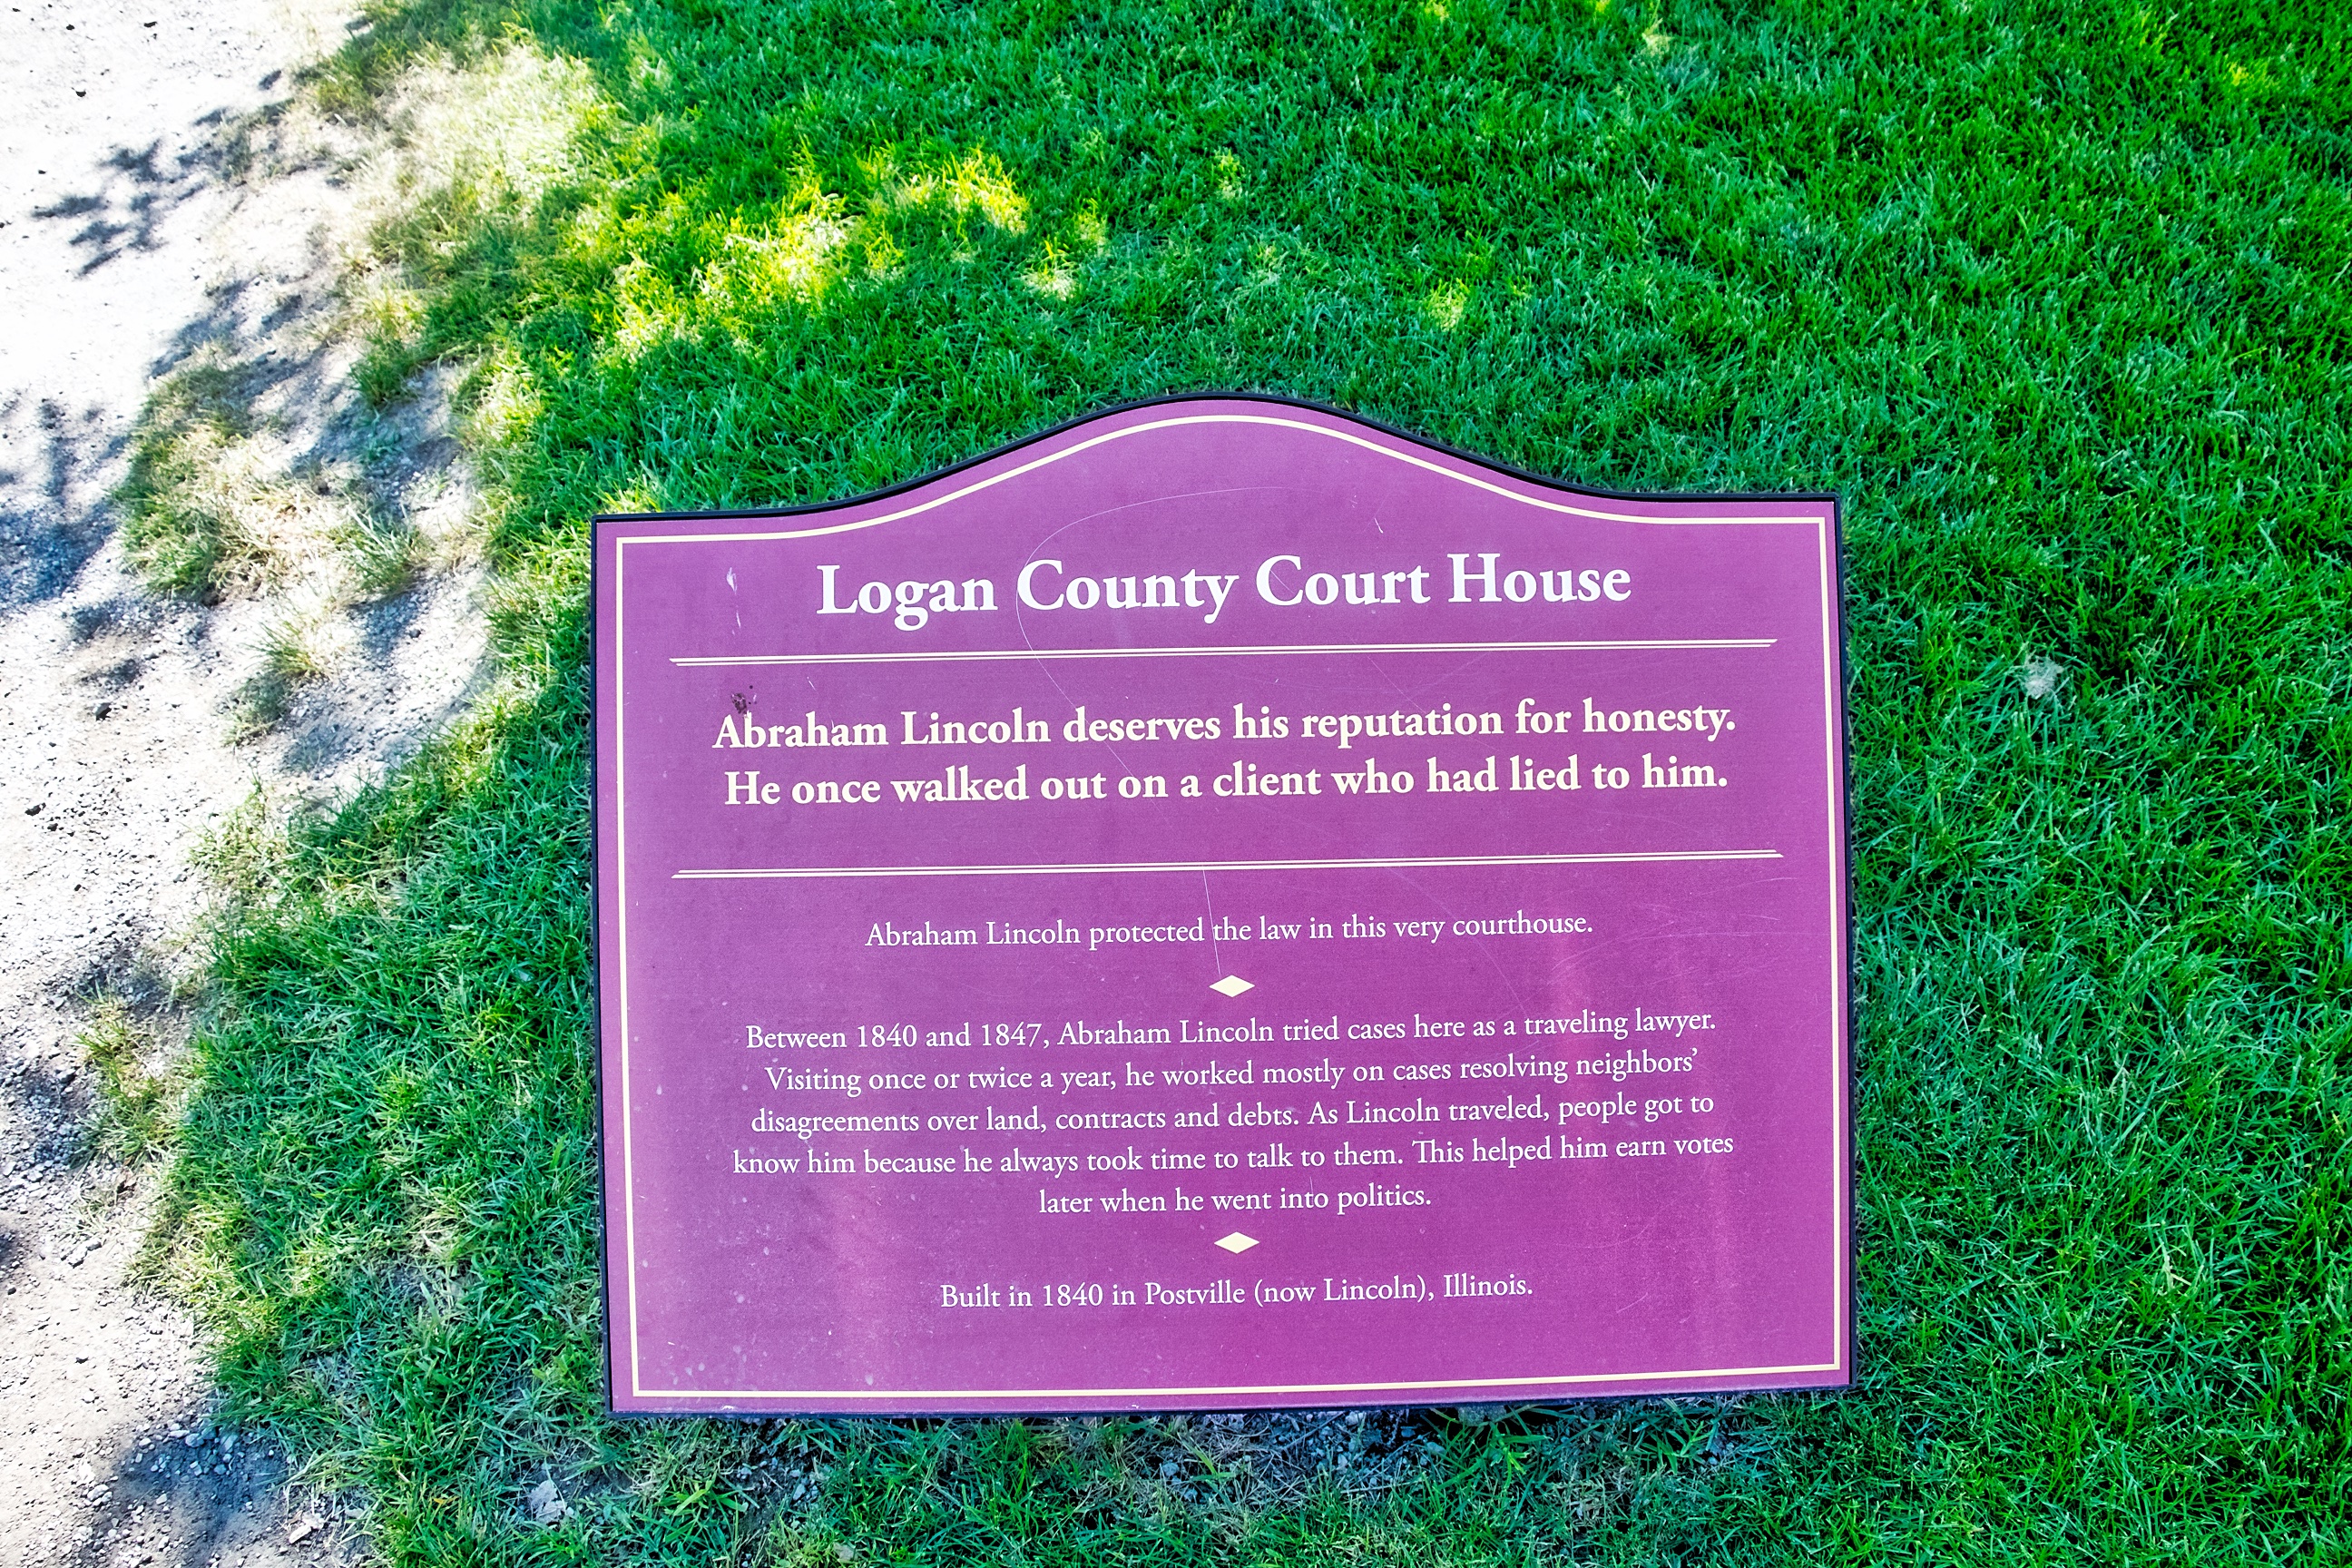 Logan County Court House
Abraham Lincoln deserves his reputation for honesty.
He once walked out on a client who had lied to him.
Abraham Lincoln protected the law in this very courthouse.
Between 1840 and 1847, Abraham Lincoln tried cases here as a traveling lawyer.
Visiting once or twice a year, he worked mostly on cases resolving neighbors’
disagreements over land, contracts and debts. As Lincoln traveled, people got to
know him because he always took time to talk to them. This helped him earn votes
later when he went into politics.
Built in 1840 in Postville (now Lincoln), Illinois.